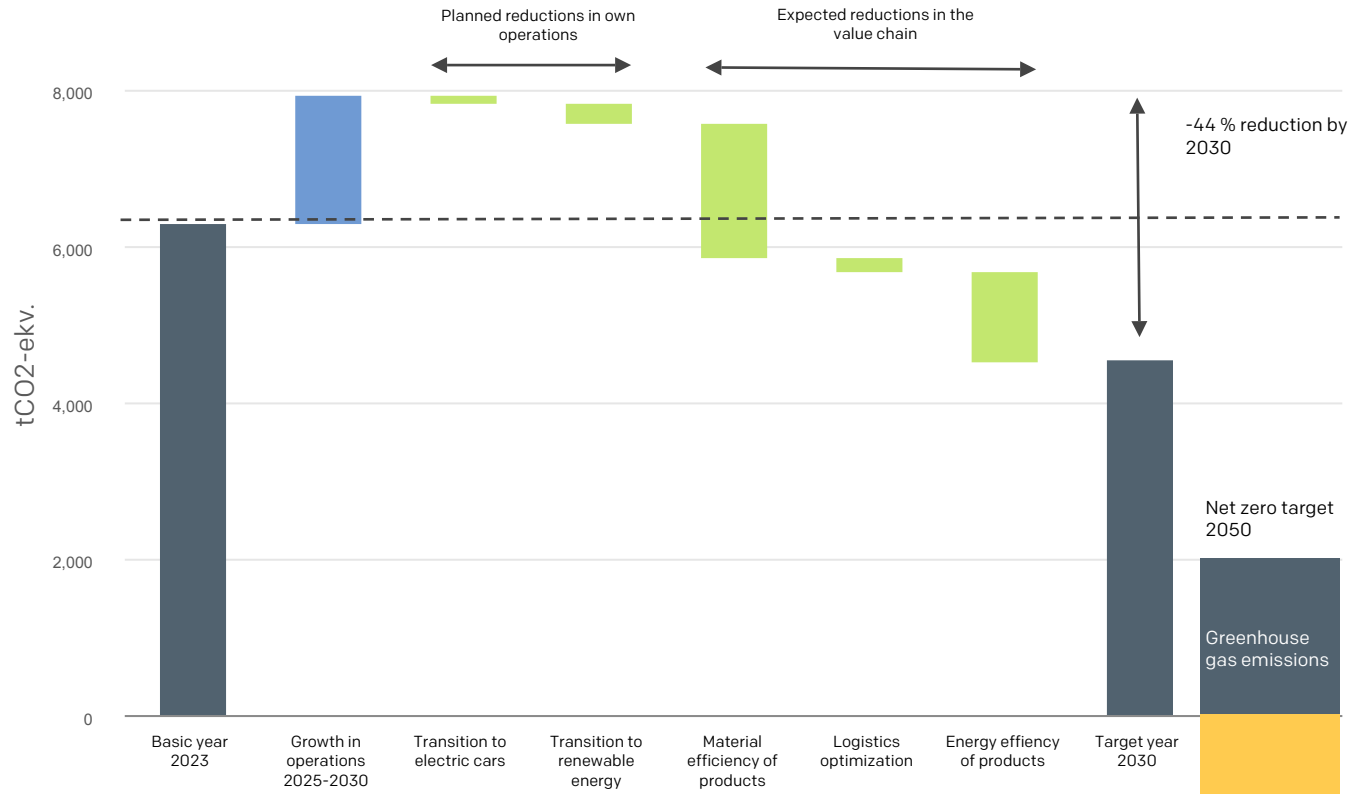 Planned reductions in own
operations
Expected reductions in the
value chain
-44 % reduction by
2030
tCO2-ekv.
8,000
6,000
4,000
2,000
0
Net zero target
2050
Greenhouse
gas emissions
Basic year
2023
Growth in
operations
2025-2030
Transition to
electric cars
Transition to
renewable
energy
Material
efficiency of
products
Logistics
optimization
Energy effiency
of products
Target year
2030